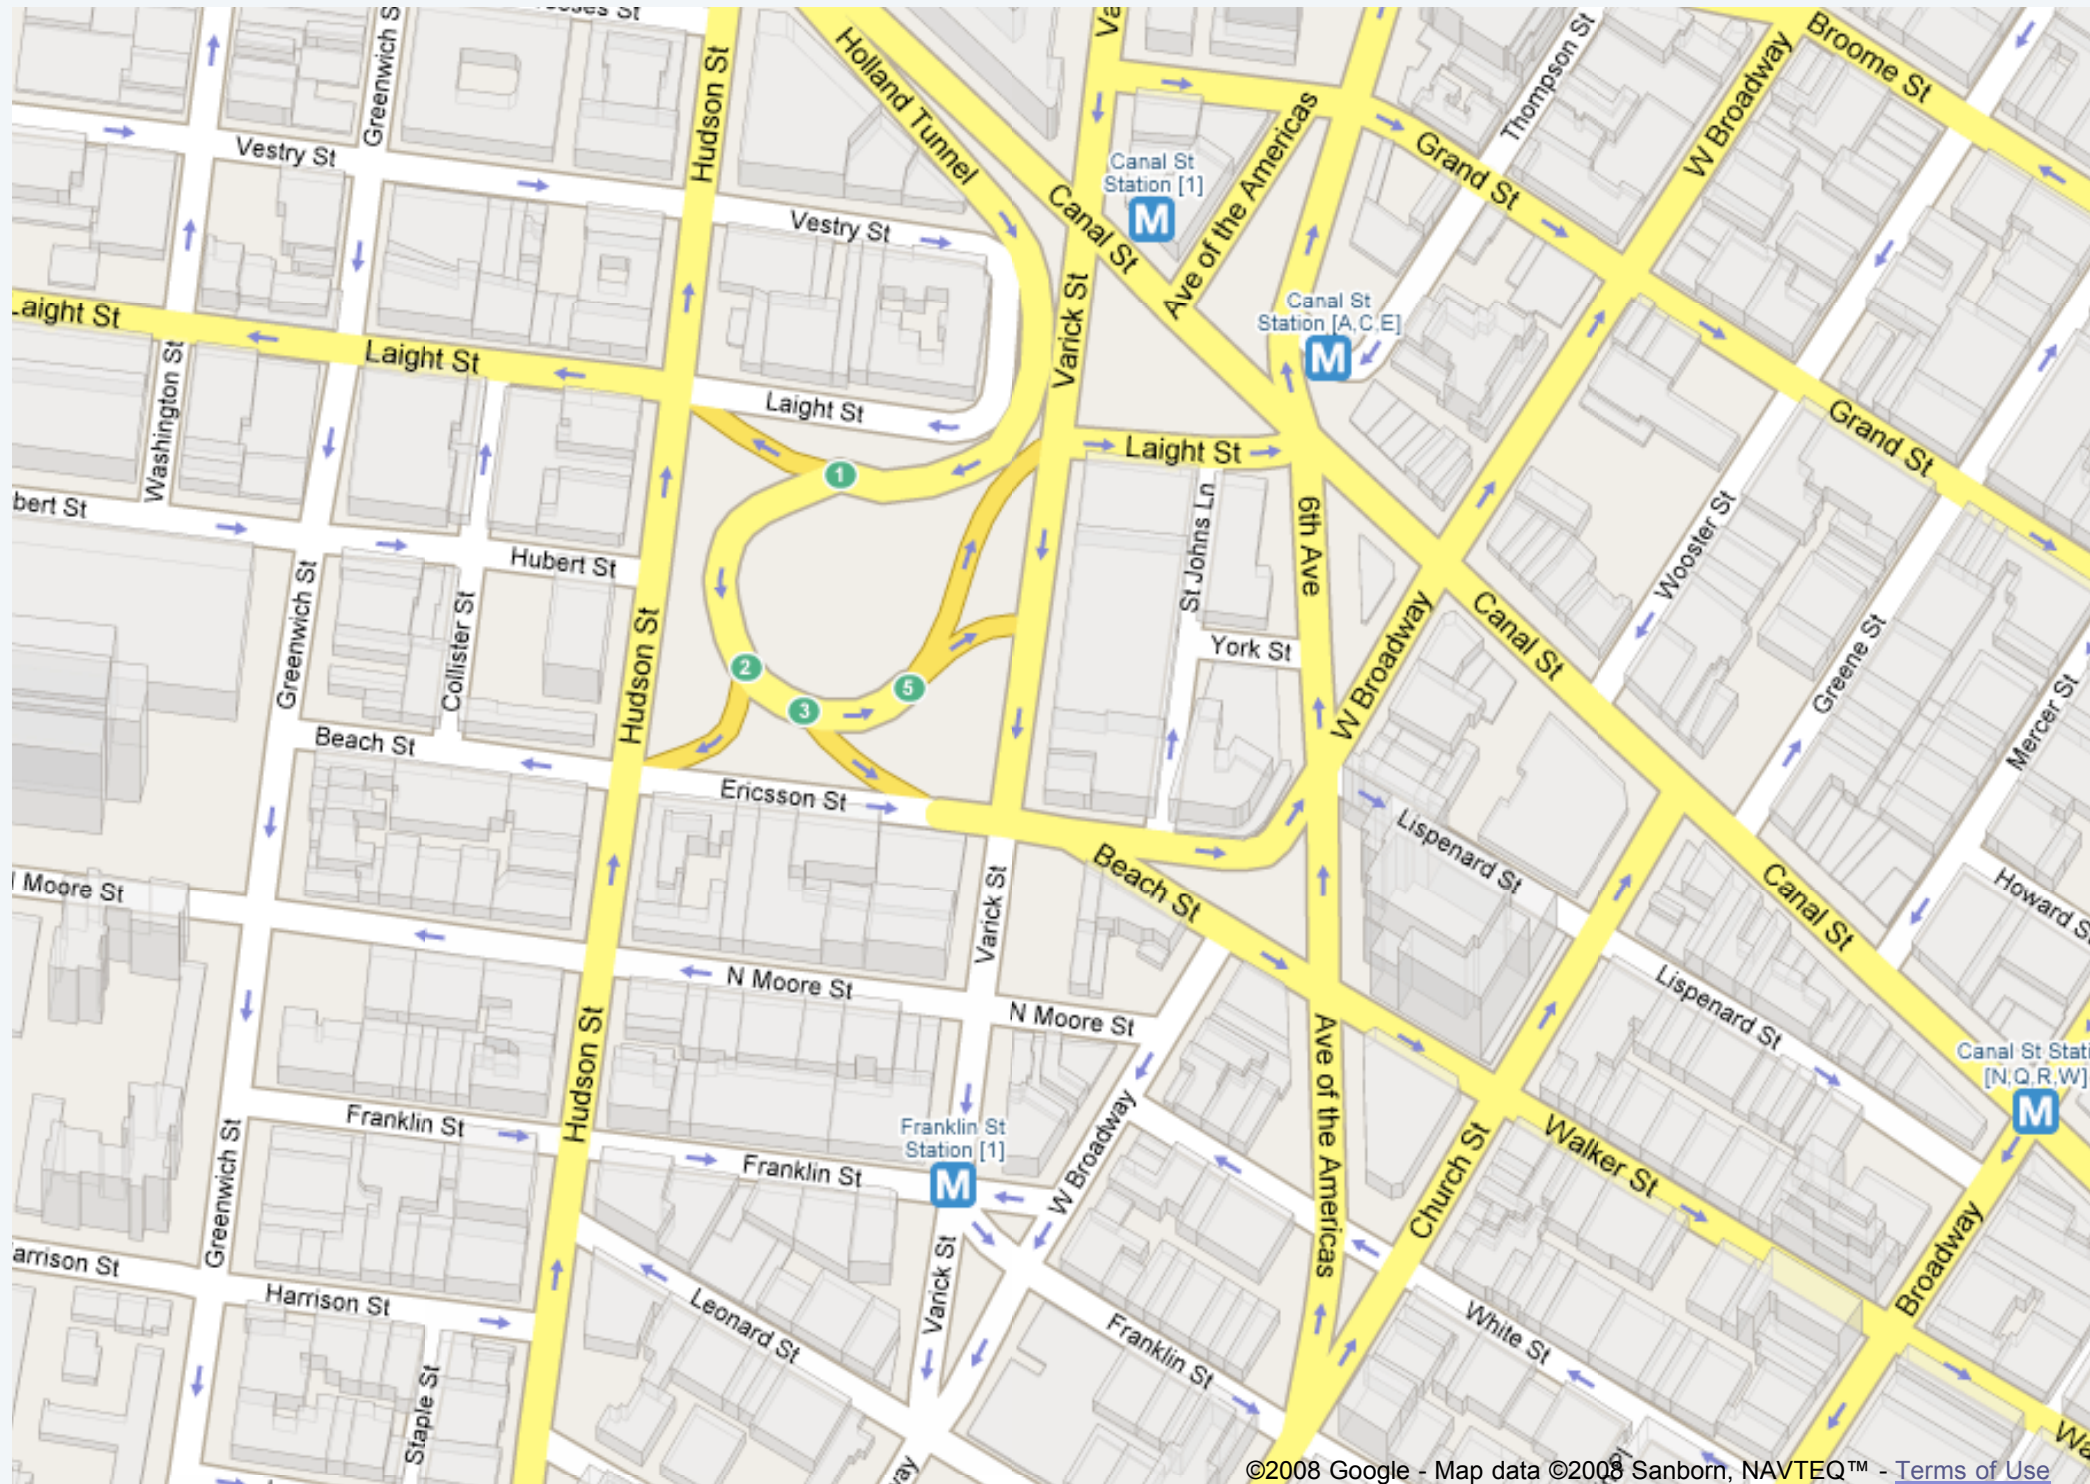 Greenwich St
Hudson St
Holland Tunnel
Thompson St
W Broadway
Broome St
Vestry St
Canal St
Station [1]
Ave of the Americas
Grand St
Vestry St
Canal St
Laight St
Laight St
Varick St
Canal St
Station [A,C,E]
Washington St
Laight St
Laight St
Grand St
1
St Johns Ln
6th Ave
Wooster St
Hubert St
Greenwich St
Collister St
Hudson St
York St
W Broadway
Canal St
Greene St
Mercer St
2
3
5
Beach St
Ericsson St
Lispenard St
Beach St
N Moore St
Varick St
Canal St
Howard St
N Moore St
N Moore St
Lispenard St
Hudson St
Ave of the Americas
Canal St Stati
[N,Q,R,W]
Franklin St
Franklin St
Station [1]
Franklin St
W Broadway
Church St
Walker St
Greenwich St
Harrison St
Varick St
Leonard St
Franklin St
White St
Broadway
Staple St
©2008 Google - Map data ©2008 Sanborn, NAVTEQ™ - Terms of Use